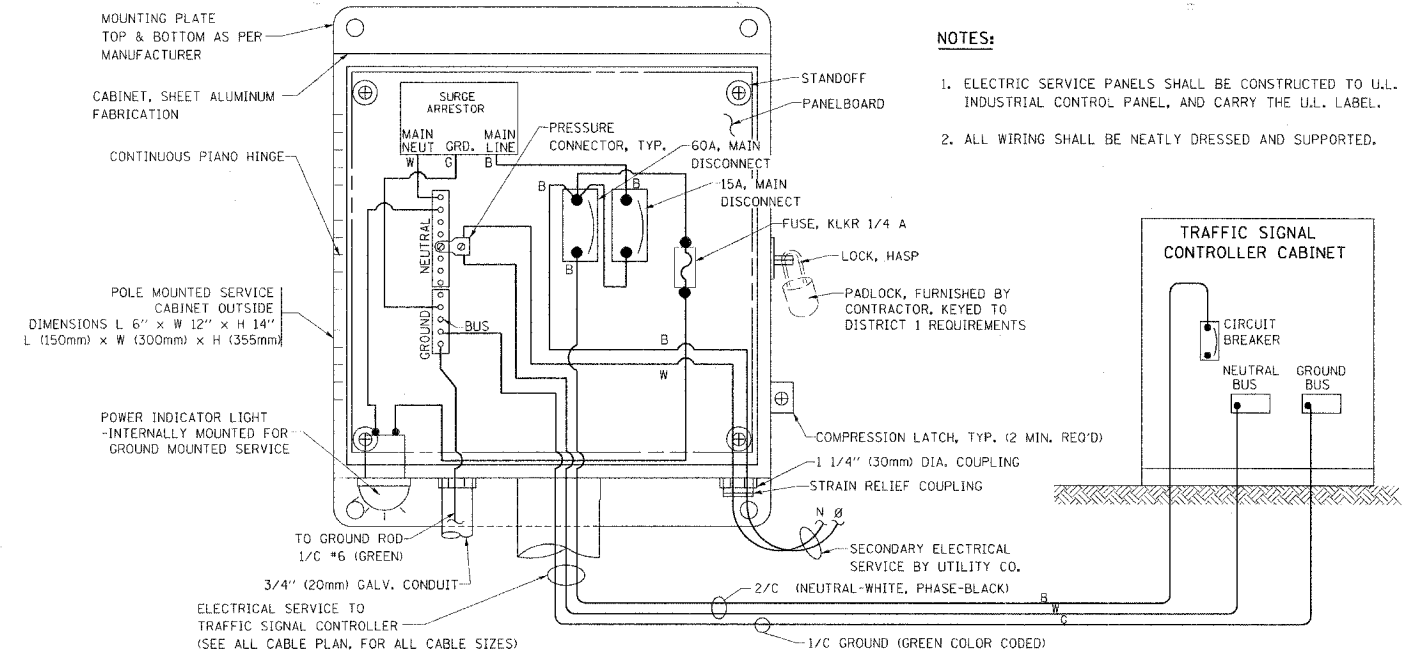 MOUNTING PLATE
TOP & BOTTOM AS PER
MANUFACTURER
CABINET, SHEET ALUMINUM
FABRICATION
CONTINUOUS PIANO HINGE
POLE MOUNTED SERVICE
CABINET OUTSIDE
DIMENSIONS L 6" x W 12" x H 14"
L (150mm) x W (300mm) x H (355mm)
POWER INDICATOR LIGHT
-INTERNALLY MOUNTED FOR
GROUND MOUNTED SERVICE
TO GROUND ROD
1/C #6 (GREEN)
3/4" (20mm) GALV. CONDUIT
ELECTRICAL SERVICE TO
TRAFFIC SIGNAL CONTROLLER
(SEE ALL CABLE PLAN, FOR ALL CABLE SIZES)
SURGE
ARRESTOR
MAIN
NEUT
GRD.
MAIN
LINE
W
G
B
PRESSURE
CONNECTOR, TYP.
NEUTRAL
GROUND
BUS
B
B
B
B
W
STANDOFF
PANELBOARD
60A, MAIN
DISCONNECT
15A, MAIN
DISCONNECT
FUSE, KLKR 1/4 A
LOCK, HASP
PADLOCK, FURNISHED BY
CONTRACTOR, KEYED TO
DISTRICT 1 REQUIREMENTS
COMPRESSION LATCH, TYP. (2 MIN. REQ'D)
1 1/4" (30mm) DIA. COUPLING
STRAIN RELIEF COUPLING
N Ø
SECONDARY ELECTRICAL
SERVICE BY UTILITY CO.
2/C (NEUTRAL-WHITE, PHASE-BLACK)
B
W
G
1/C GROUND (GREEN COLOR CODED)
NOTES:
1. ELECTRIC SERVICE PANELS SHALL BE CONSTRUCTED TO U.L.
INDUSTRIAL CONTROL PANEL, AND CARRY THE U.L. LABEL.
2. ALL WIRING SHALL BE NEATLY DRESSED AND SUPPORTED.
TRAFFIC SIGNAL
CONTROLLER CABINET
CIRCUIT
BREAKER
NEUTRAL
BUS
GROUND
BUS